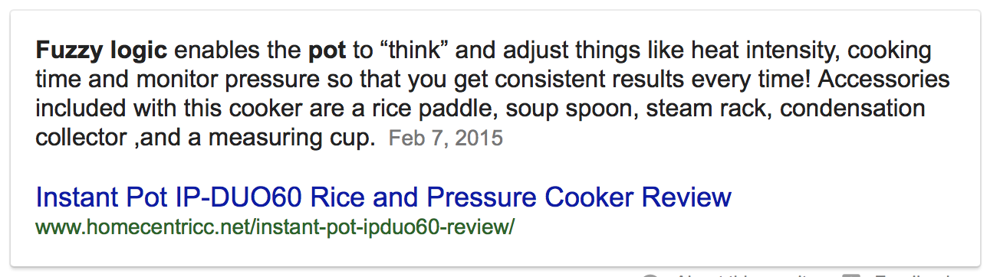 Fuzzy logic enables the pot to “think” and adjust things like heat intensity, cooking
time and monitor pressure so that you get consistent results every time! Accessories
included with this cooker are a rice paddle, soup spoon, steam rack, condensation
collector ,and a measuring cup. Feb 7, 2015
Instant Pot IP-DUO60 Rice and Pressure Cooker Review
www.homecentricc.net/instant-pot-ipduo60-review/